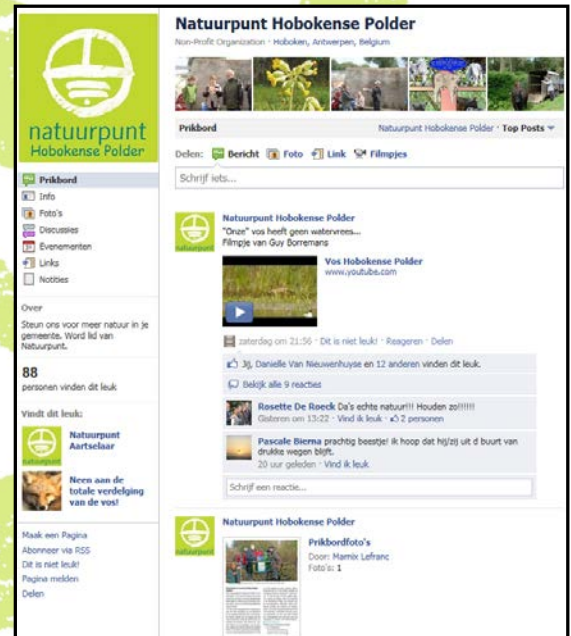 natuurpunt
Hobokense Polder
Prikbord
Info
Foto's
Discussies
Evenementen
Links
Notities
Over
Steun ons voor meer natuur in je
gemeente. Word lid van
Natuurpunt.
88
personen vinden dit leuk
Vindt dit leuk:
natuurpunt
Natuurpunt
Aartselaar
Neen aan de
totale verdelging
van de vos!
Maak een Pagina
Abonneer via RSS
Dit is niet leuk!
Pagina melden
Delen
Natuurpunt Hobokense Polder
Non-Profit Organization · Hoboken, Antwerpen, Belgium
Prikbord
Natuurpunt Hobokense Polder · Top Posts
Delen: Bericht Foto Link Filmpjes
Schrijf iets...
natuurpunt
Natuurpunt Hobokense Polder
"Onze" vos heeft geen watervrees...
Filmpje van Guy Borremans
Vos Hobokense Polder
www.youtube.com
zaterdag om 21:56 · Dit is niet leuk! · Reageren · Delen
Jij, Danielle Van Nieuwenhuyse en 12 anderen vinden dit leuk.
Bekijk alle 9 reacties
Rosette De Roeck Da's echte natuur!!! Houden zo!!!!!!
Gisteren om 13:22 · Vind ik leuk · 2 personen
Pascale Bierna prachtig beestje! ik hoop dat hij/zij uit d buurt van
drukke wegen blijft.
20 uur geleden · Vind ik leuk
Schrijf een reactie...
natuurpunt
Natuurpunt Hobokense Polder
Prikbordfoto's
Door: Marnix Lefranc
Foto's: 1